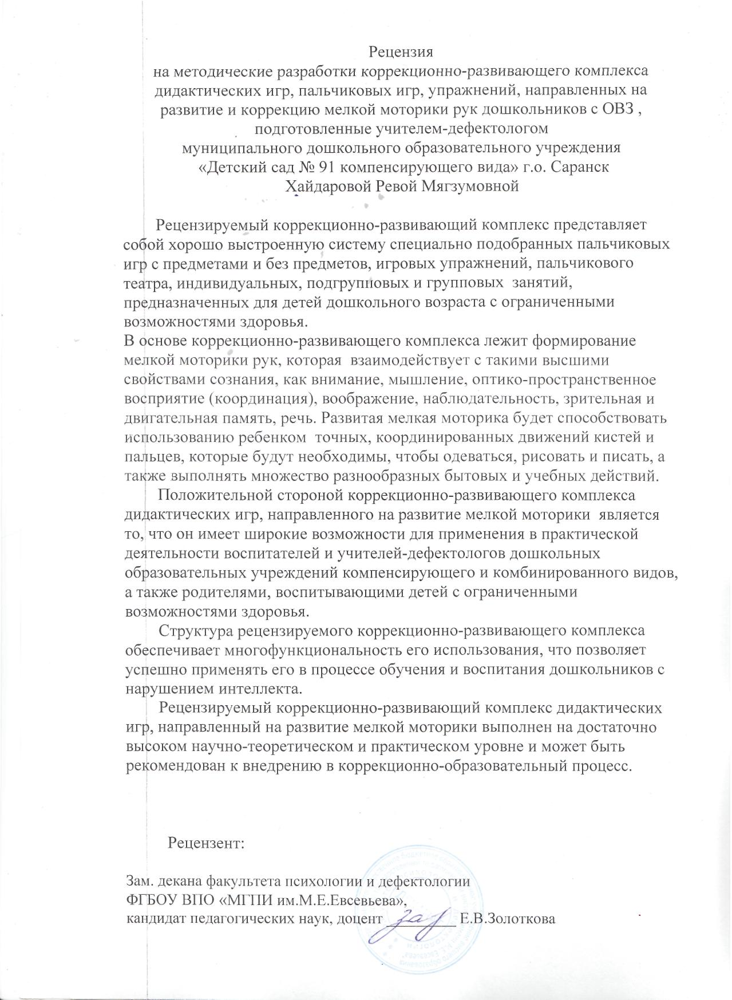 Рецензия
на методические разработки коррекционно-развивающего комплекса
дидактических игр, пальчиковых игр, упражнений, направленных на
развитие и коррекцию мелкой моторики рук дошкольников с ОВЗ ,
подготовленные учителем-дефектологом
муниципального дошкольного образовательного учреждения
«Детский сад № 91 компенсирующего вида» г.о. Саранск
Хайдаровой Ревой Мягзумовной
Рецензируемый коррекционно-развивающий комплекс представляет
собой хорошо выстроенную систему специально подобранных пальчиковых
игр с предметами и без предметов, игровых упражнений, пальчикового
театра, индивидуальных, подгрупповых и групповых занятий,
предназначенных для детей дошкольного возраста с ограниченными
возможностями здоровья.
В основе коррекционно-развивающего комплекса лежит формирование
мелкой моторики рук, которая взаимодействует с такими высшими
свойствами сознания, как внимание, мышление, оптико-пространственное
восприятие (координация), воображение, наблюдательность, зрительная и
двигательная память, речь. Развитая мелкая моторика будет способствовать
использованию ребенком точных, координированных движений кистей и
пальцев, которые будут необходимы, чтобы одеваться, рисовать и писать, а
также выполнять множество разнообразных бытовых и учебных действий.
Положительной стороной коррекционно-развивающего комплекса
дидактических игр, направленного на развитие мелкой моторики является
то, что он имеет широкие возможности для применения в практической
деятельности воспитателей и учителей-дефектологов дошкольных
образовательных учреждений компенсирующего и комбинированного видов,
а также родителями, воспитывающими детей с ограниченными
возможностями здоровья.
Структура рецензируемого коррекционно-развивающего комплекса
обеспечивает многофункциональность его использования, что позволяет
успешно применять его в процессе обучения и воспитания дошкольников с
нарушением интеллекта.
Рецензируемый коррекционно-развивающий комплекс дидактических
игр, направленный на развитие мелкой моторики выполнен на достаточно
высоком научно-теоретическом и практическом уровне и может быть
рекомендован к внедрению в коррекционно-образовательный процесс.
Рецензент:
Зам. декана факультета психологии и дефектологии
ФГБОУ ВПО «МГПИ им.М.Е.Евсевьева»,
кандидат педагогических наук, доцент _________ Е.В.Золоткова